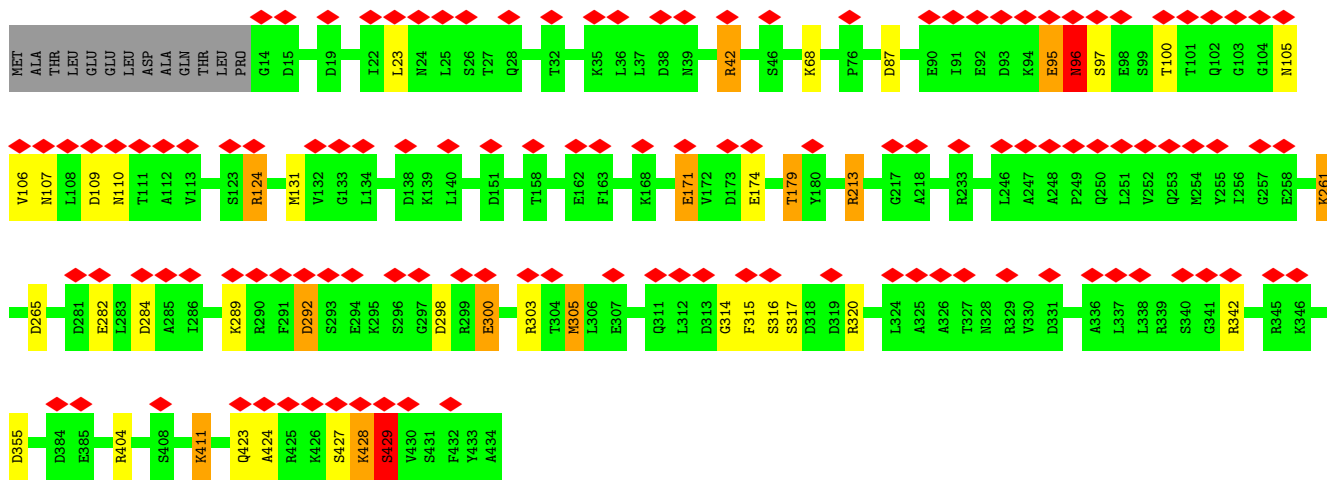 MET ALA THR LEU GLU GLU LEU ASP ALA GLN THR LEU PRO G14 D15 D19 I22 L23 N24 L25 S26 T27 Q28 T32 K35 L36 L37 D38 N39 R42 S46 K68 P76 D87 E90 I91 E92 D93 K94 E95 N96 S97 E98 S99 T100 T101 Q102 G103 G104 N105
V106 N107 L108 D109 N110 T111 A112 V113 S123 R124 M131 V132 G133 L134 D138 K139 L140 D151 T158 E162 F163 K168 E171 V172 D173 E174 T179 Y180 R213 G217 A218 R233 L246 A247 A248 P249 Q250 L251 V252 Q253 M254 Y255 I256 G257 E258 K261
D265 D281 E282 L283 D284 A285 I286 K289 R290 F291 D292 S293 E294 K295 S296 G297 D298 R299 E300 R303 T304 M305 L306 E307 Q311 L312 D313 G314 F315 S316 S317 D318 D319 R320 L324 A325 A326 T327 N328 R329 V330 D331 A336 L337 L338 R339 S340 G341 R342 R345 K346
D355 D384 E385 R404 S408 K411 Q423 A424 R425 K426 S427 K428 S429 V430 S431 F432 Y433 A434